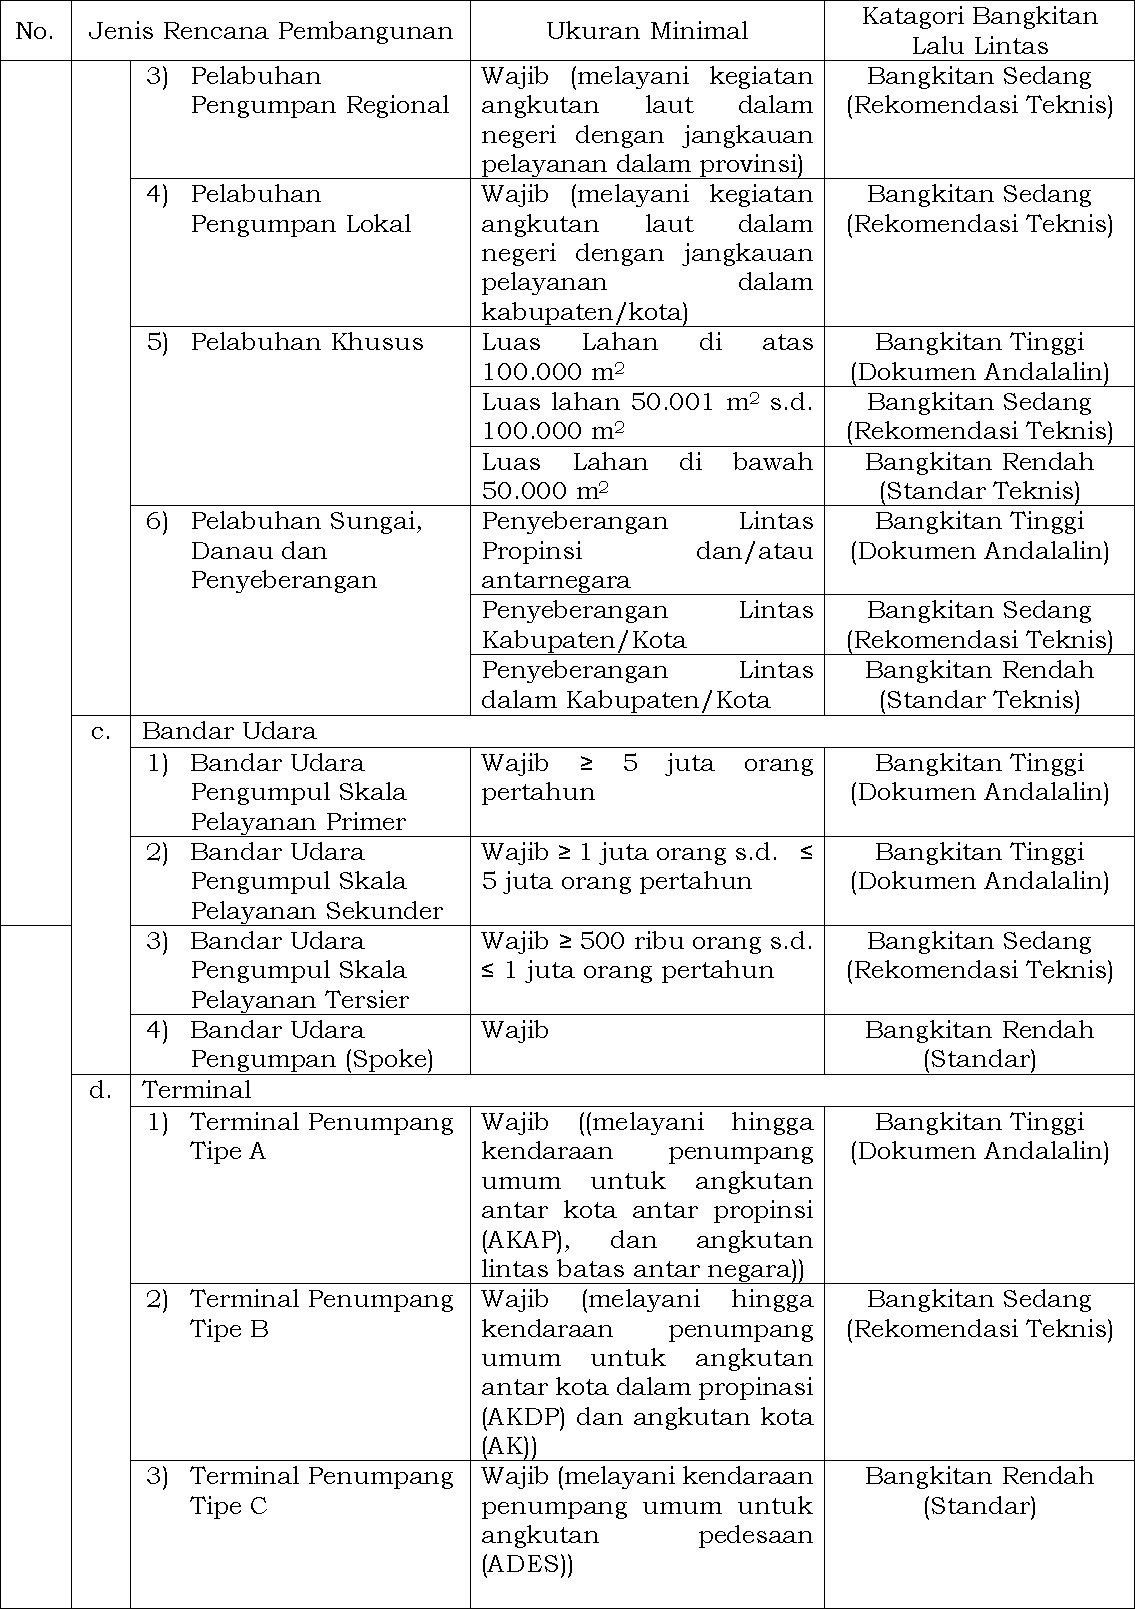 No.
Jenis Rencana Pembangunan
Ukuran Minimal
Katagori Bangkitan
Lalu Lintas
3) Pelabuhan
Pengumpan Regional
Wajib (melayani kegiatan
angkutan laut dalam
negeri dengan jangkauan
pelayanan dalam provinsi)
Bangkitan Sedang
(Rekomendasi Teknis)
4) Pelabuhan
Pengumpan Lokal
Wajib (melayani kegiatan
angkutan laut dalam
negeri dengan jangkauan
pelayanan dalam
kabupaten/kota)
Bangkitan Sedang
(Rekomendasi Teknis)
5) Pelabuhan Khusus
Luas Lahan di atas
100.000 m²
Bangkitan Tinggi
(Dokumen Andalalin)
Luas lahan 50.001 m² s.d.
100.000 m²
Bangkitan Sedang
(Rekomendasi Teknis)
Luas Lahan di bawah
50.000 m²
Bangkitan Rendah
(Standar Teknis)
6) Pelabuhan Sungai,
Danau dan
Penyeberangan
Penyeberangan Lintas
Propinsi dan/atau
antarnegara
Bangkitan Tinggi
(Dokumen Andalalin)
Penyeberangan Lintas
Kabupaten/Kota
Bangkitan Sedang
(Rekomendasi Teknis)
Penyeberangan Lintas
dalam Kabupaten/Kota
Bangkitan Rendah
(Standar Teknis)
c. Bandar Udara
1) Bandar Udara
Pengumpul Skala
Pelayanan Primer
Wajib ≥ 5 juta orang
pertahun
Bangkitan Tinggi
(Dokumen Andalalin)
2) Bandar Udara
Pengumpul Skala
Pelayanan Sekunder
Wajib ≥ 1 juta orang s.d. ≤
5 juta orang pertahun
Bangkitan Tinggi
(Dokumen Andalalin)
3) Bandar Udara
Pengumpul Skala
Pelayanan Tersier
Wajib ≥ 500 ribu orang s.d.
≤ 1 juta orang pertahun
Bangkitan Sedang
(Rekomendasi Teknis)
4) Bandar Udara
Pengumpan (Spoke)
Wajib
Bangkitan Rendah
(Standar)
d. Terminal
1) Terminal Penumpang
Tipe A
Wajib ((melayani hingga
kendaraan penumpang
umum untuk angkutan
antar kota antar propinsi
(AKAP), dan angkutan
lintas batas antar negara))
Bangkitan Tinggi
(Dokumen Andalalin)
2) Terminal Penumpang
Tipe B
Wajib (melayani hingga
kendaraan penumpang
umum untuk angkutan
antar kota dalam propinasi
(AKDP) dan angkutan kota
(AK))
Bangkitan Sedang
(Rekomendasi Teknis)
3) Terminal Penumpang
Tipe C
Wajib (melayani kendaraan
penumpang umum untuk
angkutan pedesaan
(ADES))
Bangkitan Rendah
(Standar)